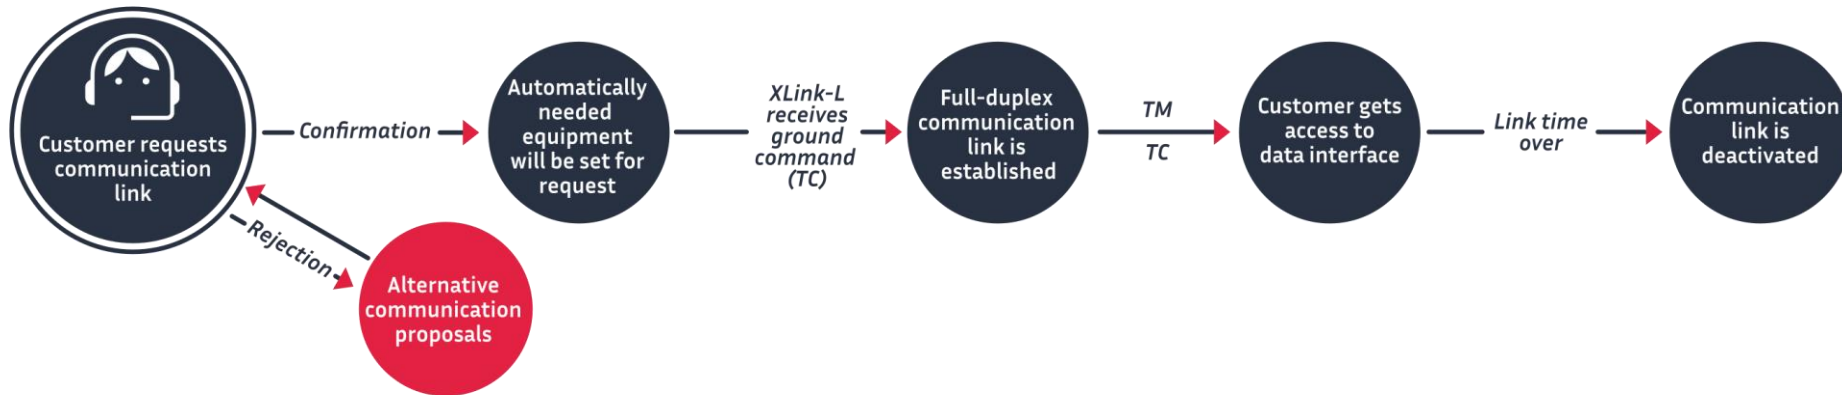 Customer requests
communication
link
Confirmation
Rejection
Alternative
communication
proposals
Automatically
needed
equipment
will be set for
request
XLink-L
receives
ground
command
(TC)
Full-duplex
communication
link is
established
TM
TC
Customer gets
access to
data interface
Link time
over
Communication
link is
deactivated